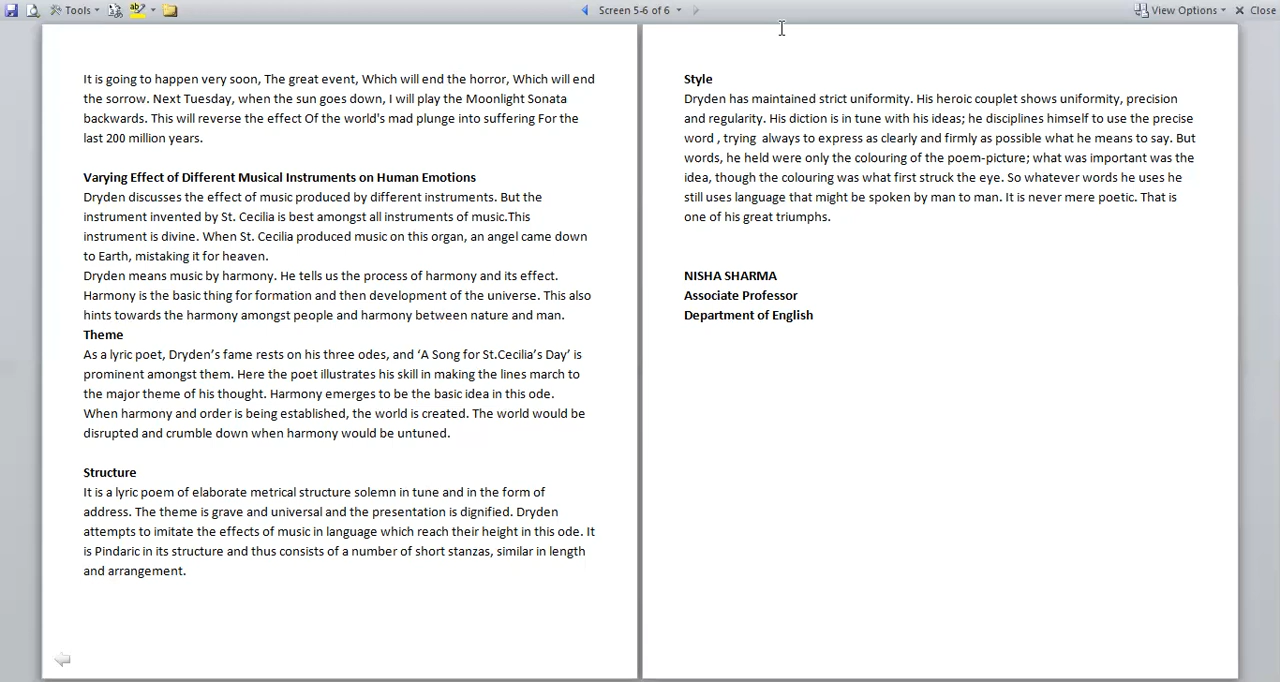 Tools
Screen 5-6 of 6
View Options
Close
It is going to happen very soon, The great event, Which will end the horror, Which will end
the sorrow. Next Tuesday, when the sun goes down, I will play the Moonlight Sonata
backwards. This will reverse the effect Of the world's mad plunge into suffering For the
last 200 million years.
Varying Effect of Different Musical Instruments on Human Emotions
Dryden discusses the effect of music produced by different instruments. But the
instrument invented by St. Cecilia is best amongst all instruments of music.This
instrument is divine. When St. Cecilia produced music on this organ, an angel came down
to Earth, mistaking it for heaven.
Dryden means music by harmony. He tells us the process of harmony and its effect.
Harmony is the basic thing for formation and then development of the universe. This also
hints towards the harmony amongst people and harmony between nature and man.
Theme
As a lyric poet, Dryden’s fame rests on his three odes, and ‘A Song for St.Cecilia’s Day’ is
prominent amongst them. Here the poet illustrates his skill in making the lines march to
the major theme of his thought. Harmony emerges to be the basic idea in this ode.
When harmony and order is being established, the world is created. The world would be
disrupted and crumble down when harmony would be untuned.
Structure
It is a lyric poem of elaborate metrical structure solemn in tune and in the form of
address. The theme is grave and universal and the presentation is dignified. Dryden
attempts to imitate the effects of music in language which reach their height in this ode. It
is Pindaric in its structure and thus consists of a number of short stanzas, similar in length
and arrangement.
Style
Dryden has maintained strict uniformity. His heroic couplet shows uniformity, precision
and regularity. His diction is in tune with his ideas; he disciplines himself to use the precise
word , trying  always to express as clearly and firmly as possible what he means to say. But
words, he held were only the colouring of the poem-picture; what was important was the
idea, though the colouring was what first struck the eye. So whatever words he uses he
still uses language that might be spoken by man to man. It is never mere poetic. That is
one of his great triumphs.
NISHA SHARMA
Associate Professor
Department of English